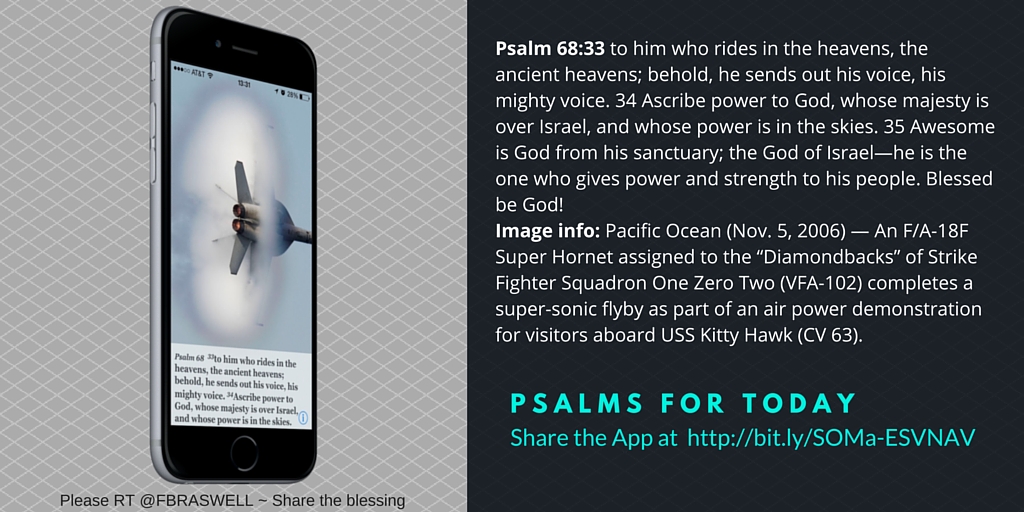 AT&T
13:31
28%
Psalm 68 33to him who rides in the
heavens, the ancient heavens;
behold, he sends out his voice, his
mighty voice. 34Ascribe power to
God, whose majesty is over Israel,
and whose power is in the skies.
Please RT @FBRASWELL ~ Share the blessing
Psalm 68:33 to him who rides in the heavens, the
ancient heavens; behold, he sends out his voice, his
mighty voice. 34 Ascribe power to God, whose majesty is
over Israel, and whose power is in the skies. 35 Awesome
is God from his sanctuary; the God of Israel—he is the
one who gives power and strength to his people. Blessed
be God!
Image info: Pacific Ocean (Nov. 5, 2006) — An F/A-18F
Super Hornet assigned to the “Diamondbacks” of Strike
Fighter Squadron One Zero Two (VFA-102) completes a
super-sonic flyby as part of an air power demonstration
for visitors aboard USS Kitty Hawk (CV 63).
PSALMS FOR TODAY
Share the App at http://bit.ly/SOMa-ESVNAV